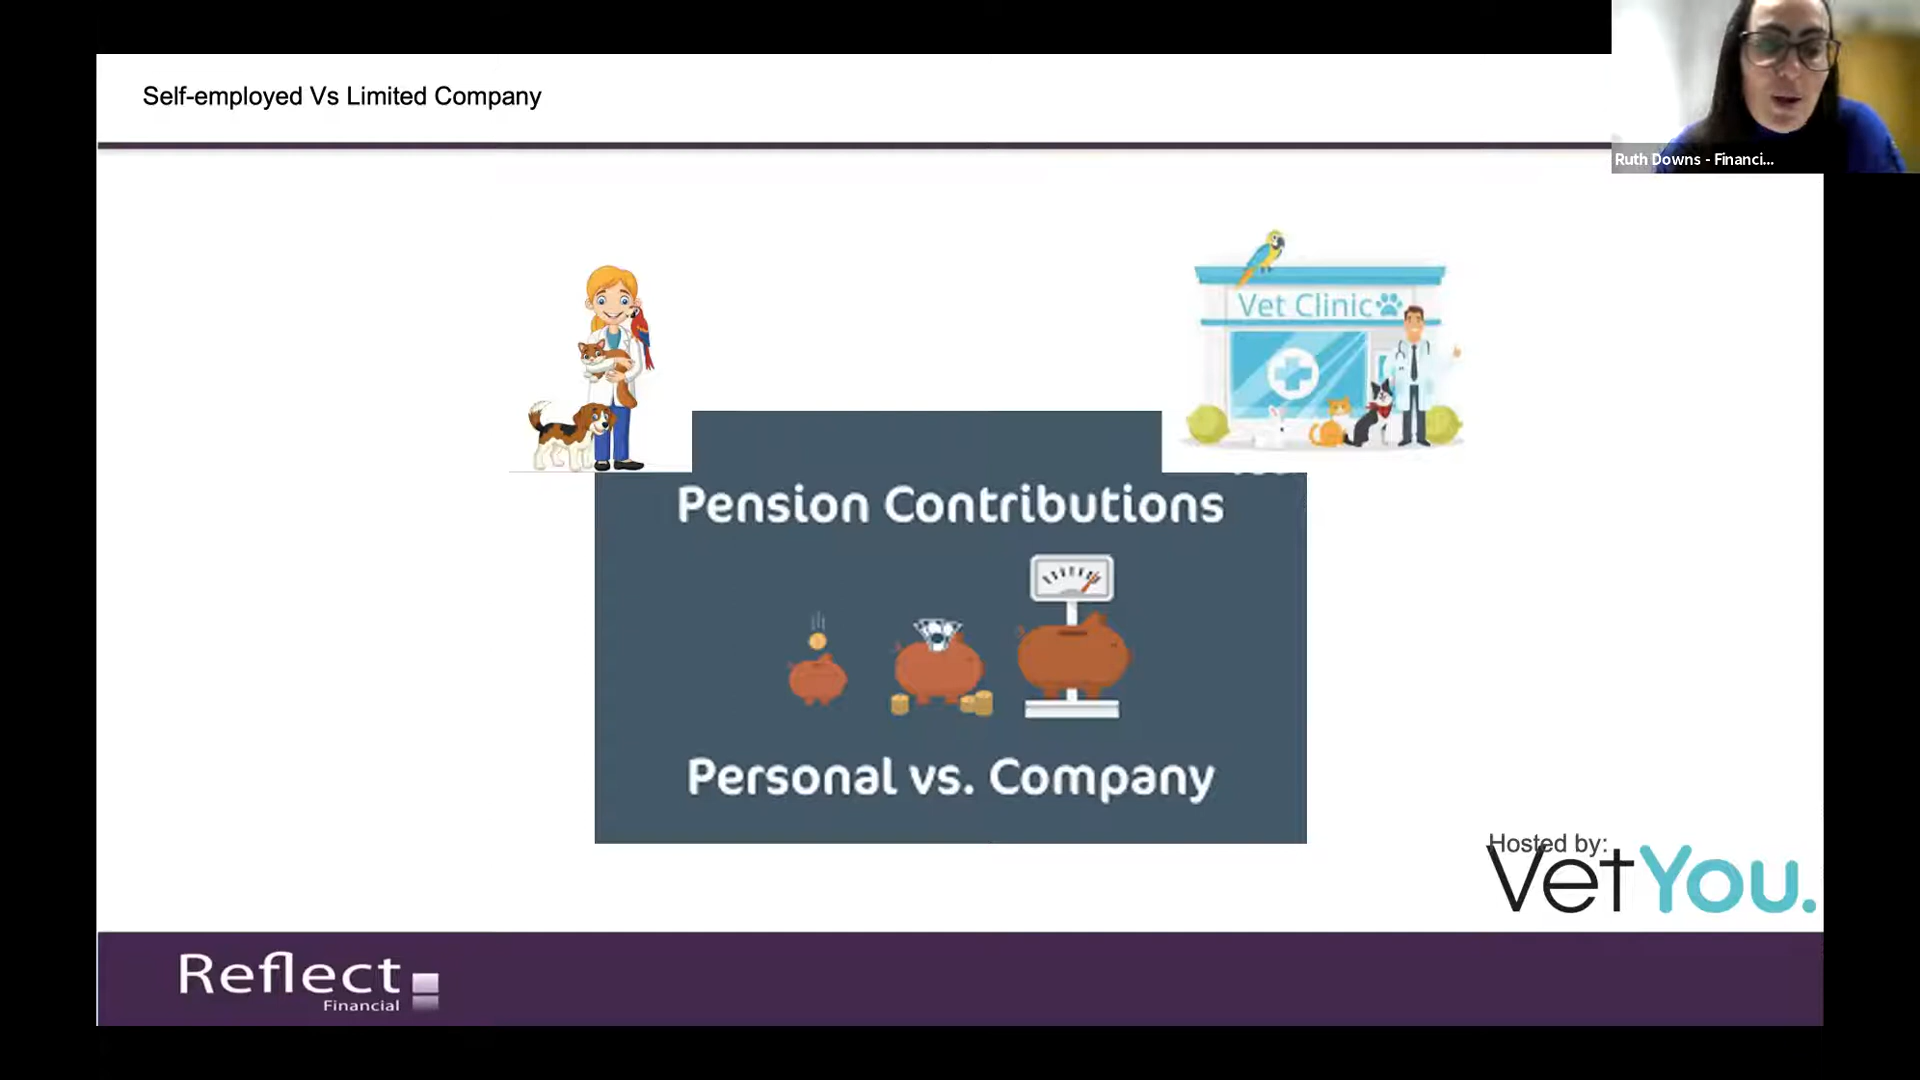 Self-employed Vs Limited Company
Ruth Downs - Financi...
Vet Clinic
Pension Contributions
Personal vs. Company
Hosted by:
VetYou.
Reflect
Financial